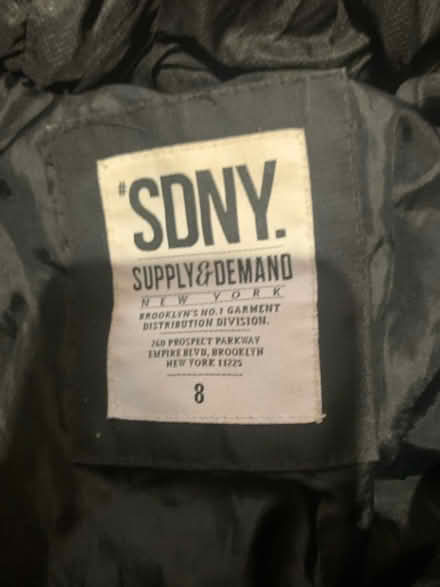 #SDNY.
SUPPLY&DEMAND
NEW YORK
BROOKLYN'S NO.1 GARMENT
DISTRIBUTION DIVISION.
260 PROSPECT PARKWAY
EMPIRE BLVD, BROOKLYN
NEW YORK 11225
8